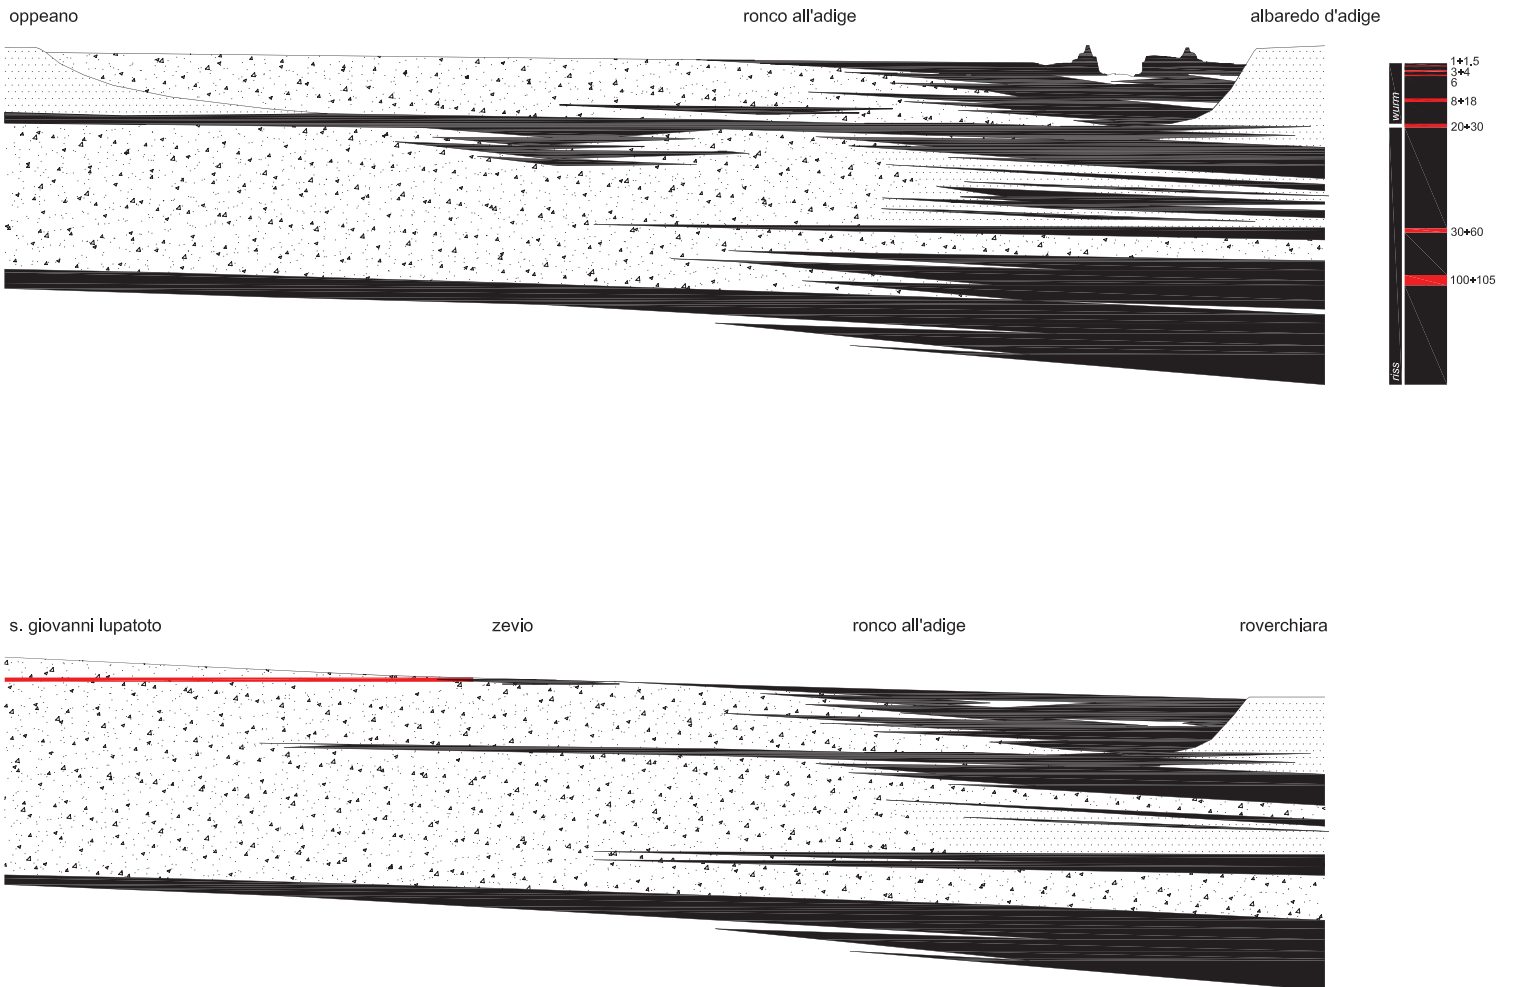 oppeano
ronco all'adige
albaredo d'adige
1+1,5
3+4
6
8+18
20+30
30+60
100+105
wurm
riss
s. giovanni lupatoto
zevio
ronco all'adige
roverchiara